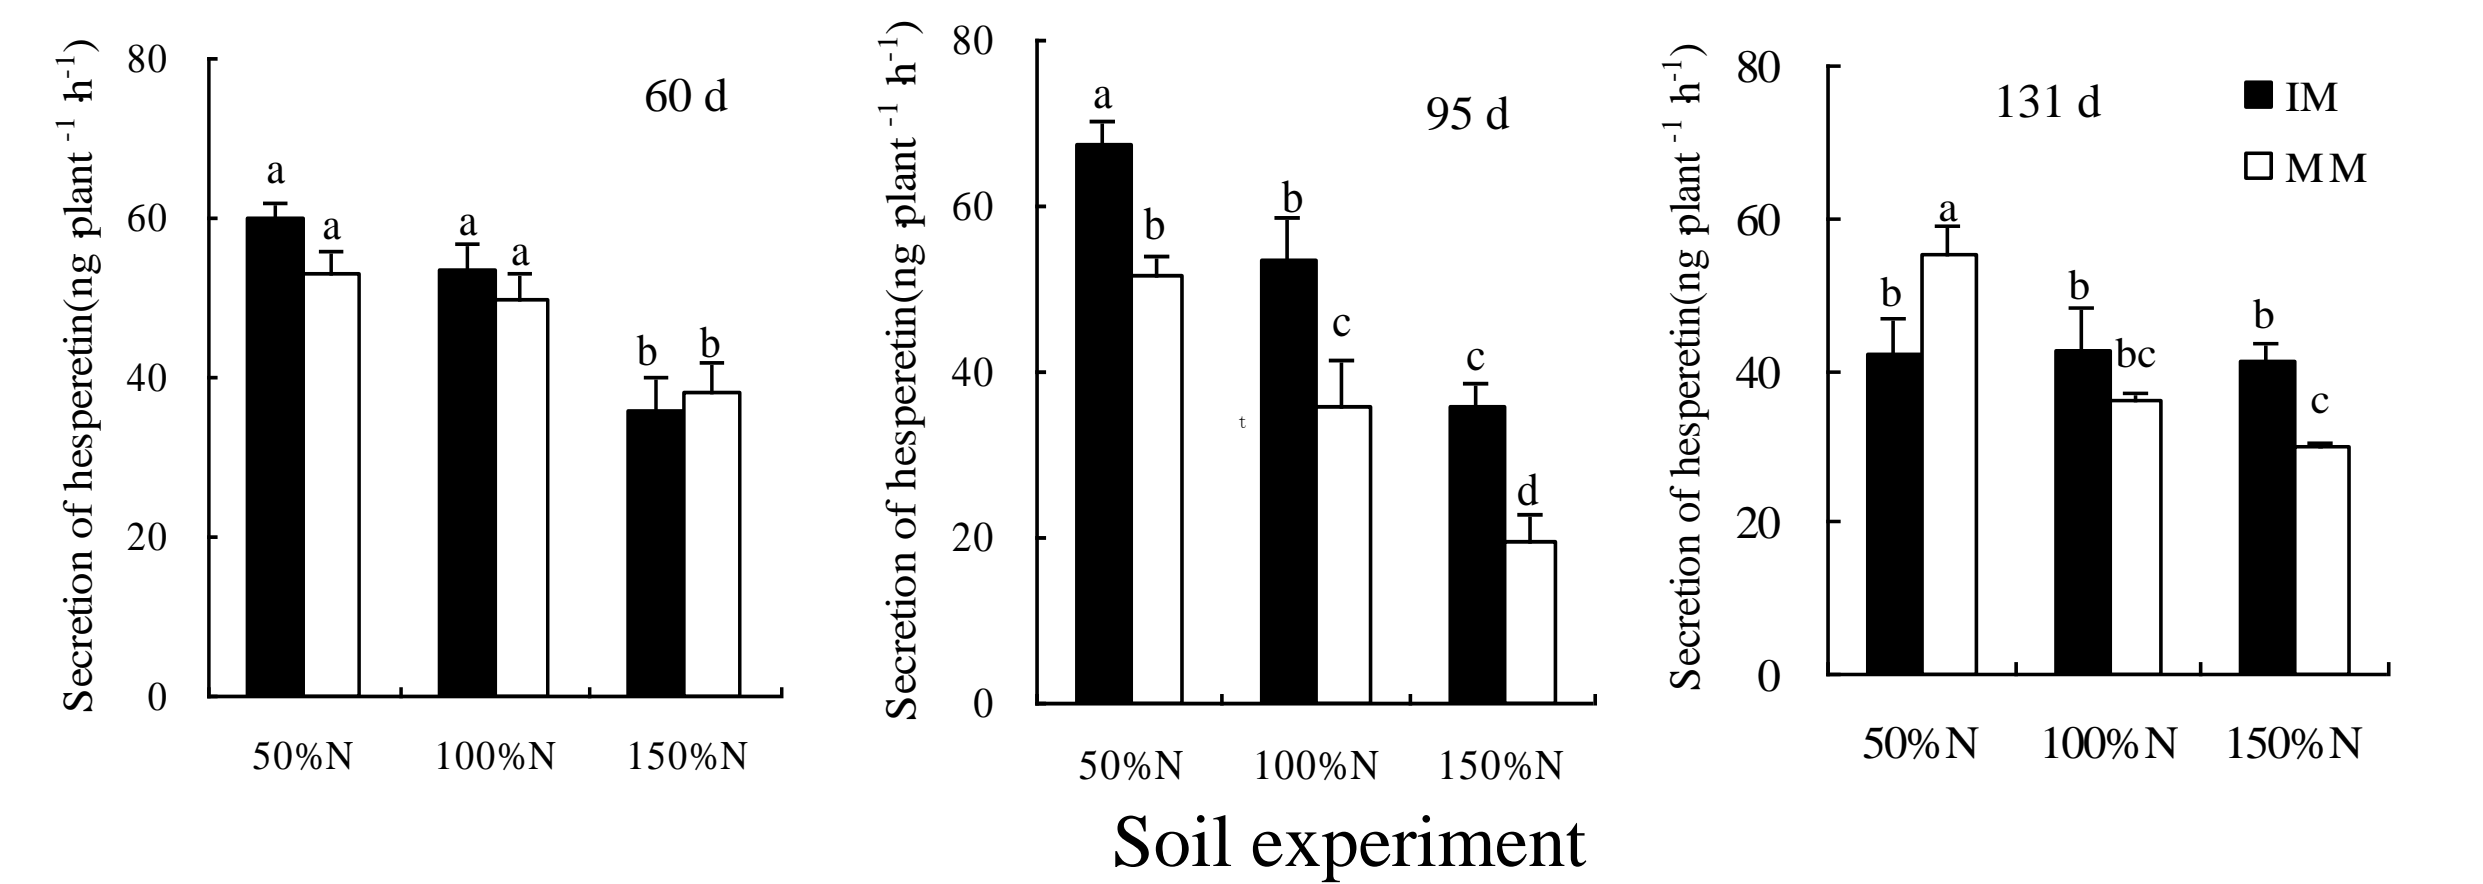 Secretion of hesperetin(ng plant -1 h-1)
80
60
40
20
0
60 d
a
a
a
a
b
b
50%N
100%N
150%N
Secretion of hesperetin(ng plant -1 h-1)
80
60
40
20
0
95 d
a
b
b
c
c
d
t
50%N
100%N
150%N
Secretion of hesperetin(ng plant -1 h-1)
80
60
40
20
0
131 d
IM
MM
b
a
b
bc
b
c
50%N
100%N
150%N
Soil experiment